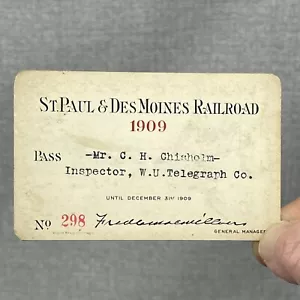 ST. PAUL & DES MOINES RAILROAD
1909
PASS -Mr. C. H. Chisholm-
Inspector, W.U.Telegraph Co.
UNTIL DECEMBER 31ST 1909
No 298
GENERAL MANAGER